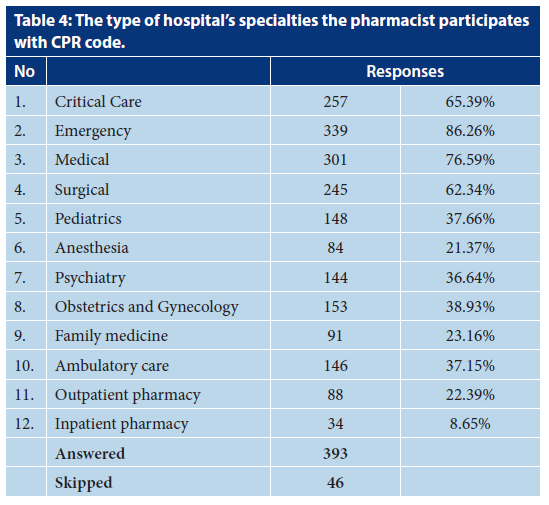 Table 4: The type of hospital's specialties the pharmacist participates
with CPR code.
No Responses
1. Critical Care 257 65.39%
2. Emergency 339 86.26%
3. Medical 301 76.59%
4. Surgical 245 62.34%
5. Pediatrics 148 37.66%
6. Anesthesia 84 21.37%
7. Psychiatry 144 36.64%
8. Obstetrics and Gynecology 153 38.93%
9. Family medicine 91 23.16%
10. Ambulatory care 146 37.15%
11. Outpatient pharmacy 88 22.39%
12. Inpatient pharmacy 34 8.65%
Answered 393
Skipped 46